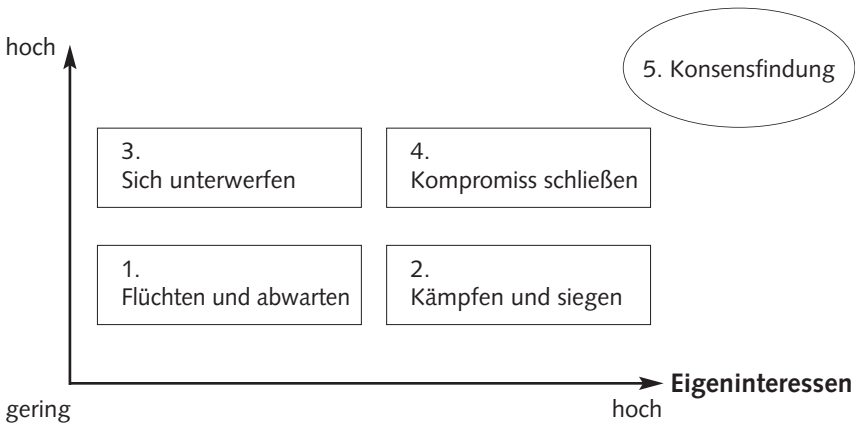 hoch
5. Konsensfindung
3.
Sich unterwerfen
4.
Kompromiss schließen
1.
Flüchten und abwarten
2.
Kämpfen und siegen
Eigeninteressen
gering
hoch